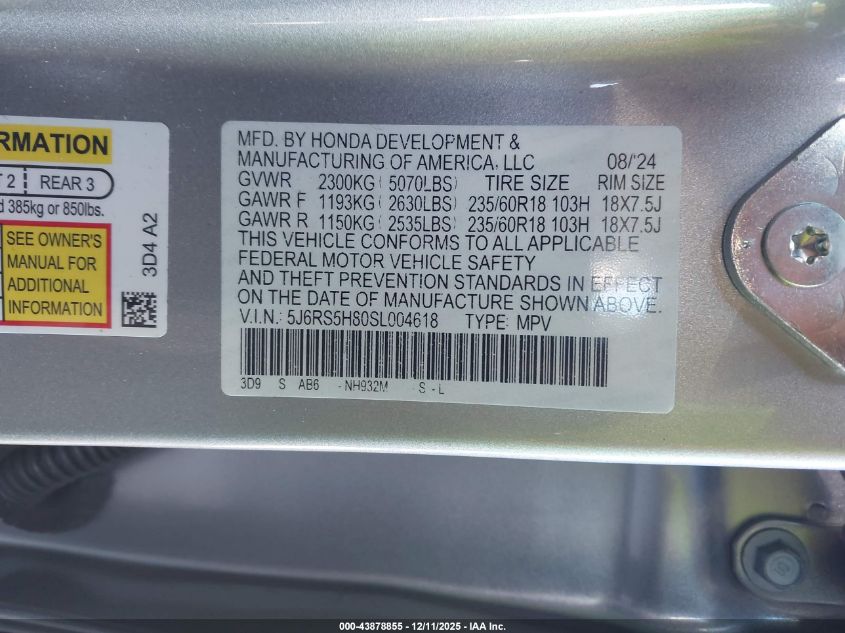 RMATION
T 2 REAR 3
d 385kg or 850lbs.
SEE OWNER'S
MANUAL FOR
ADDITIONAL
INFORMATION
3D4 A2
MFD. BY HONDA DEVELOPMENT &
MANUFACTURING OF AMERICA, LLC 08/'24
GVWR 2300KG ( 5070LBS) TIRE SIZE RIM SIZE
GAWR F 1193KG ( 2630LBS) 235/60R18 103H 18X7.5J
GAWR R 1150KG ( 2535LBS) 235/60R18 103H 18X7.5J
THIS VEHICLE CONFORMS TO ALL APPLICABLE
FEDERAL MOTOR VEHICLE SAFETY
AND THEFT PREVENTION STANDARDS IN EFFECT
ON THE DATE OF MANUFACTURE SHOWN ABOVE.
V.I.N.: 5J6RS5H80SL004618 TYPE: MPV
3D9 S AB6 - NH932M S - L
000-43878855 - 12/11/2025 - IAA Inc.